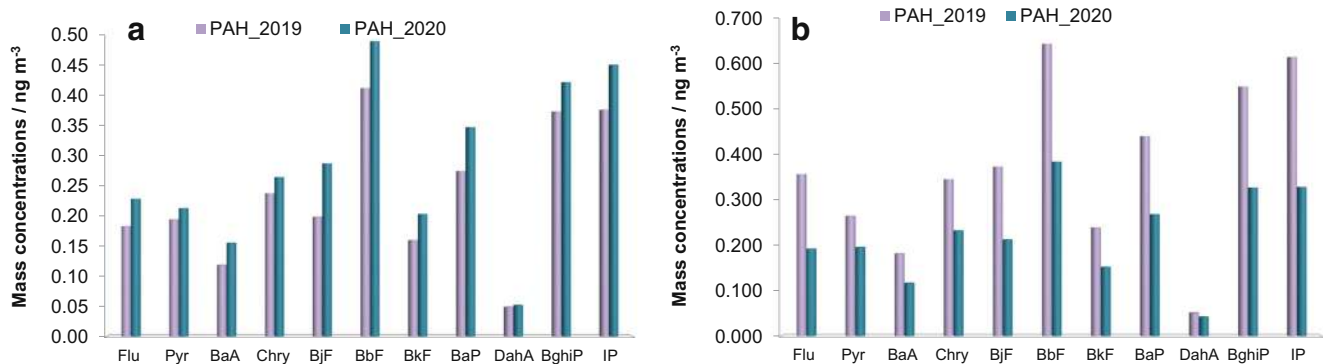 a
PAH_2019 PAH_2020
Mass concentrations / ng m⁻³
0.50
0.45
0.40
0.35
0.30
0.25
0.20
0.15
0.10
0.05
0.00
Flu Pyr BaA Chry BjF BbF BkF BaP DahA BghiP IP
b
PAH_2019 PAH_2020
Mass concentrations / ng m⁻³
0.700
0.600
0.500
0.400
0.300
0.200
0.100
0.000
Flu Pyr BaA Chry BjF BbF BkF BaP DahA BghiP IP